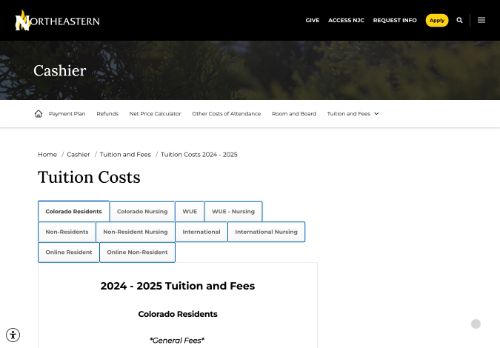 NORTHEASTERN
GIVE ACCESS NJC REQUEST INFO Apply
Cashier
Payment Plan Refunds Net Price Calculator Other Costs of Attendance Room and Board Tuition and Fees
Home / Cashier / Tuition and Fees / Tuition Costs 2024 - 2025
Tuition Costs
Colorado Residents Colorado Nursing WUE WUE - Nursing
Non-Residents Non-Resident Nursing International International Nursing
Online Resident Online Non-Resident
2024 - 2025 Tuition and Fees
Colorado Residents
*General Fees*